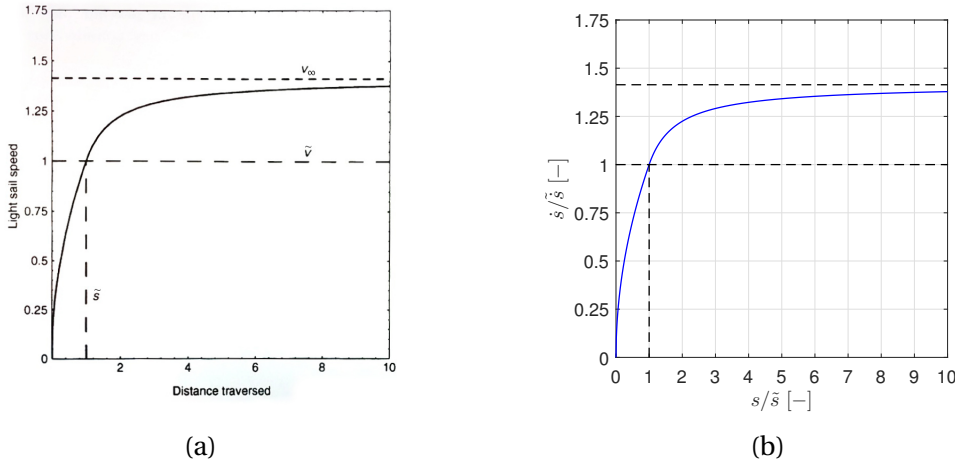 1.75
1.5
1.25
1
0.75
0.5
0.25
0
2
4
6
8
10
v∞
ṽ
s̃
Light sail speed
Distance traversed
(a)
1.75
1.5
1.25
1
0.75
0.5
0.25
0
0 1 2 3 4 5 6 7 8 9 10
ṡ/s̃̇ [−]
s/s̃ [−]
(b)